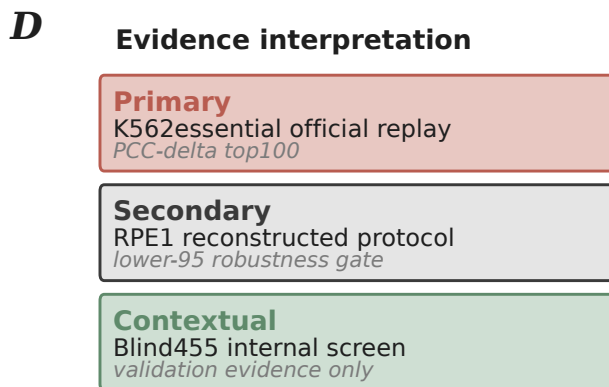 D
Evidence interpretation
Primary
K562essential official replay
PCC-delta top100
Secondary
RPE1 reconstructed protocol
lower-95 robustness gate
Contextual
Blind455 internal screen
validation evidence only